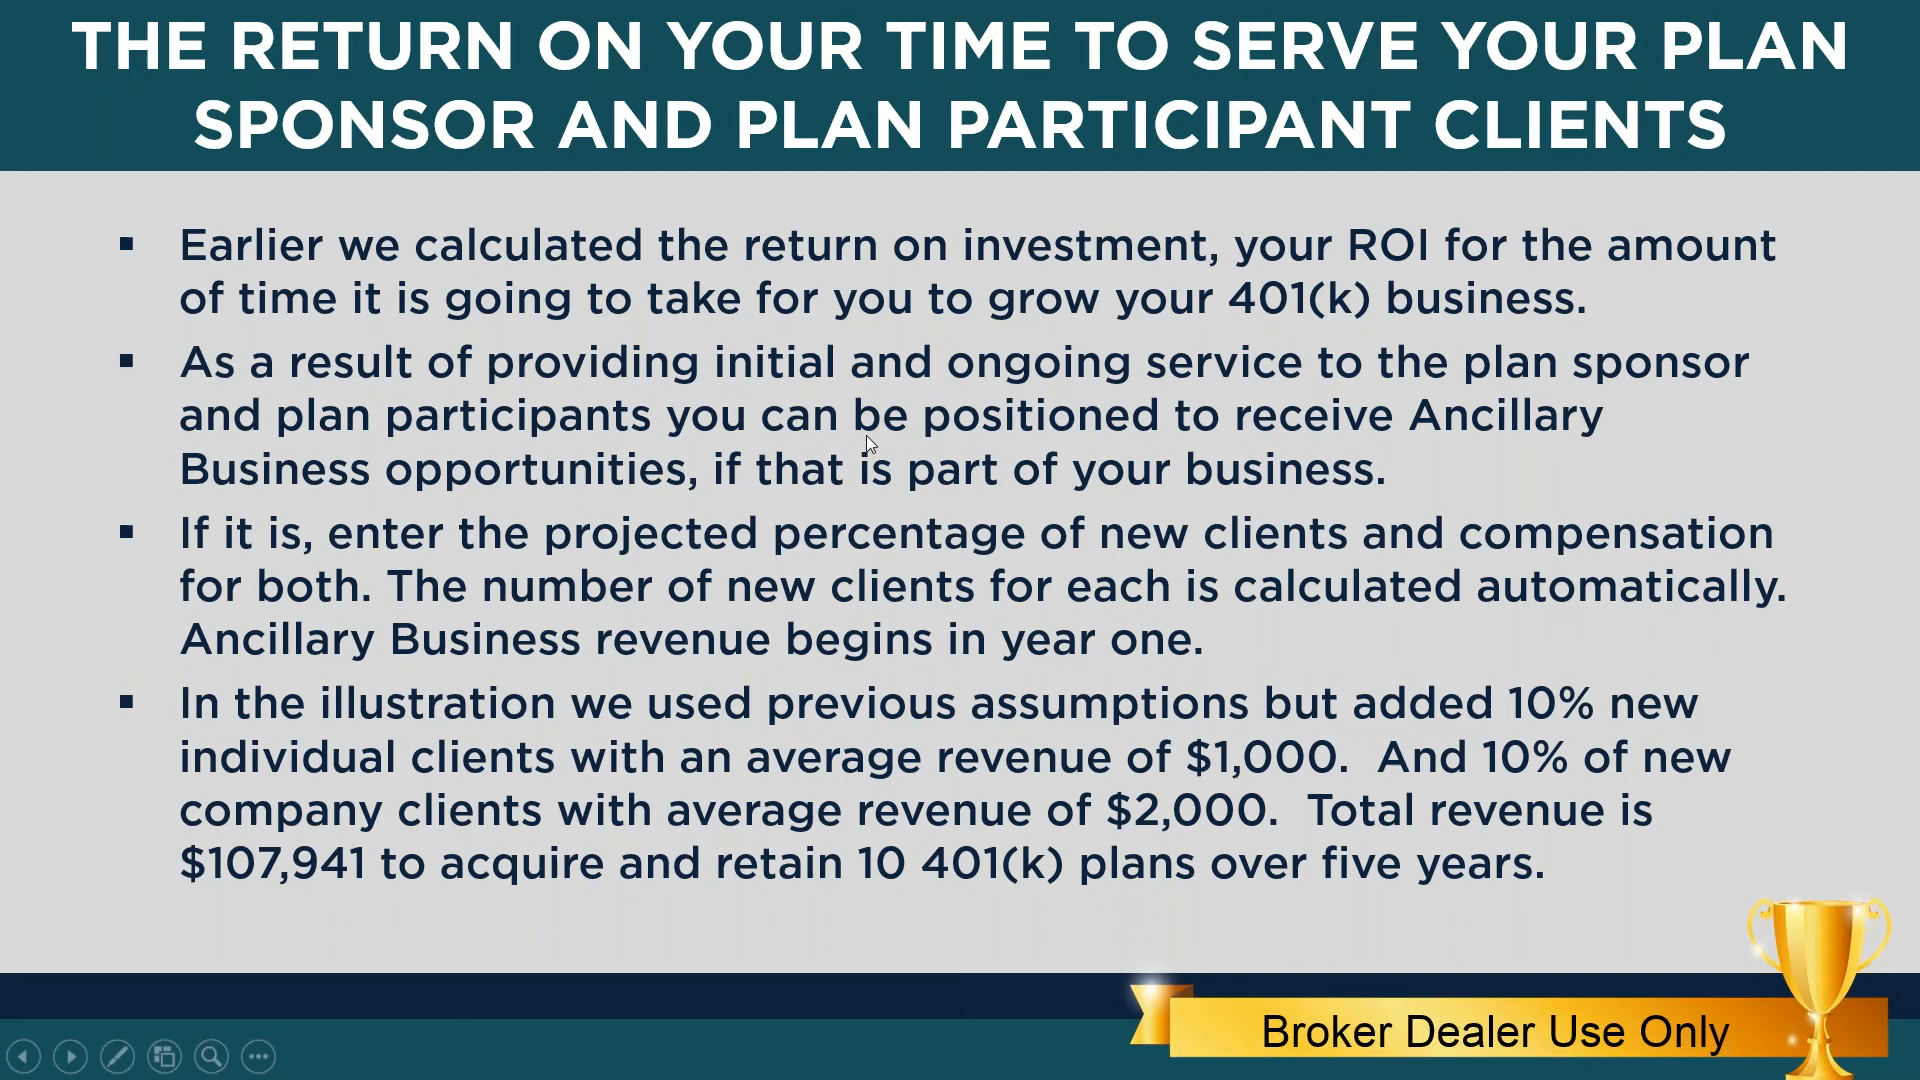 THE RETURN ON YOUR TIME TO SERVE YOUR PLAN
SPONSOR AND PLAN PARTICIPANT CLIENTS
▪ Earlier we calculated the return on investment, your ROI for the amount
of time it is going to take for you to grow your 401(k) business.
▪ As a result of providing initial and ongoing service to the plan sponsor
and plan participants you can be positioned to receive Ancillary
Business opportunities, if that is part of your business.
▪ If it is, enter the projected percentage of new clients and compensation
for both. The number of new clients for each is calculated automatically.
Ancillary Business revenue begins in year one.
▪ In the illustration we used previous assumptions but added 10% new
individual clients with an average revenue of $1,000.  And 10% of new
company clients with average revenue of $2,000.  Total revenue is
$107,941 to acquire and retain 10 401(k) plans over five years.
Broker Dealer Use Only